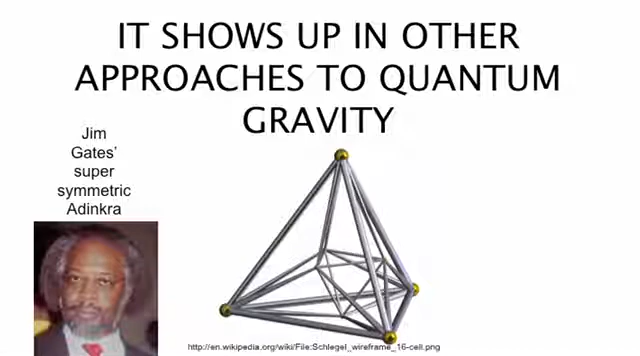 IT SHOWS UP IN OTHER
APPROACHES TO QUANTUM
GRAVITY
Jim
Gates'
super
symmetric
Adinkra
http://en.wikipedia.org/wiki/File:Schlegel_wireframe_16-cell.png